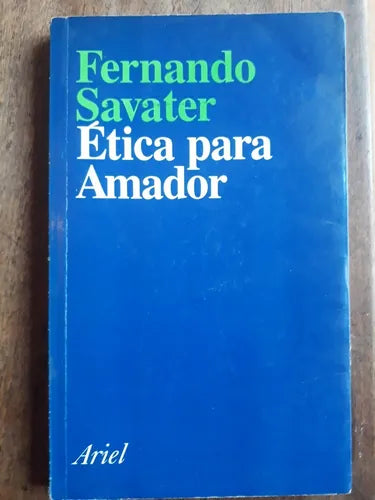 Fernando
Savater
Ética para
Amador
Ariel